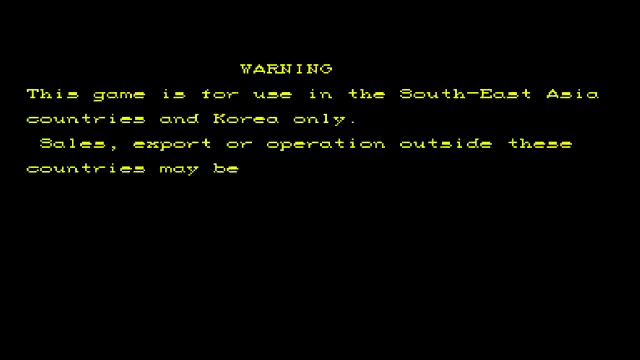 WARNING
This game is for use in the South-East Asia
countries and Korea only.
Sales, export or operation outside these
countries may be